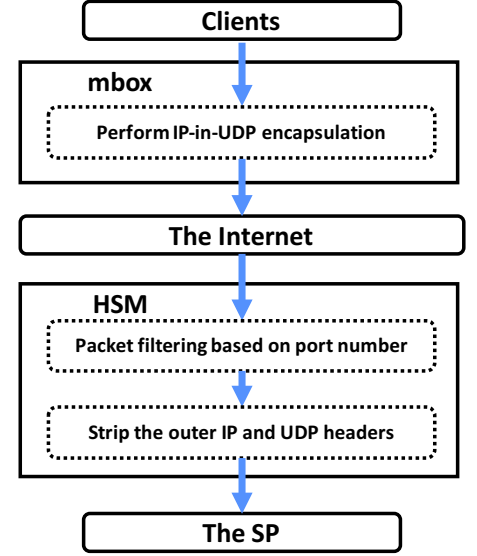 Clients
mbox
Perform IP-in-UDP encapsulation
The Internet
HSM
Packet filtering based on port number
Strip the outer IP and UDP headers
The SP